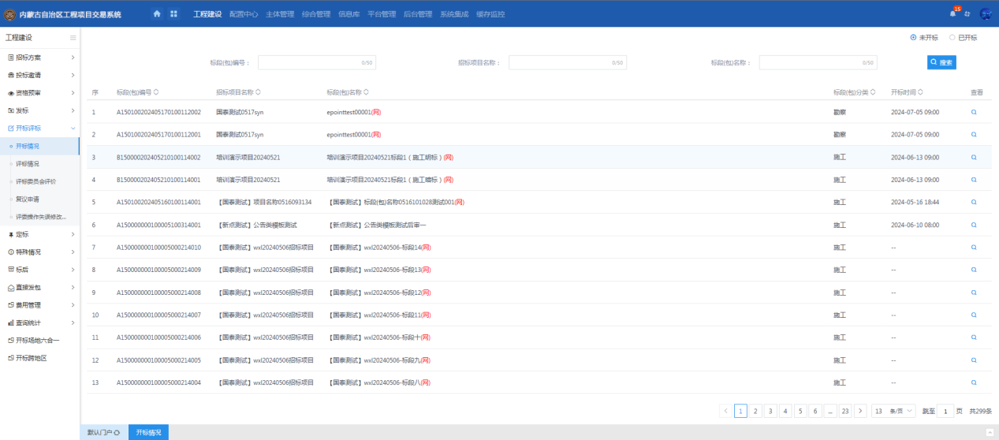 内蒙古自治区工程项目交易系统
工程建设 配置中心 主体管理 综合管理 信息库 平台管理 后台管理 系统集成 缓存监控
15
工程建设
未开标 已开标
招标方案
投标邀请
资格预审
发标
开标评标
开标情况
评标情况
评标委员会评价
复议申请
评委操作失误修改...
定标
特殊情况
标后
直接发包
费用管理
查询统计
开标场地六合一
开标跨地区
标段(包)编号： 0/50 招标项目名称： 0/50 标段(包)名称： 0/50 搜索
序 标段(包)编号 招标项目名称 标段(包)名称 标段(包)分类 开标时间 查看
1 A150100202405170100112002 国泰测试0517syn epointtest00001(网) 勘察 2024-07-05 09:00
2 A150100202405170100112001 国泰测试0517syn epointtest00001(网) 勘察 2024-07-05 09:00
3 B150000202405210100114002 培训演示项目20240521 培训演示项目20240521标段1（施工明标）(网) 施工 2024-06-13 09:00
4 B150000202405210100114001 培训演示项目20240521 培训演示项目20240521标段1（施工暗标）(网) 施工 2024-06-13 09:00
5 A150100202405160100114001 【国泰测试】项目名称0516093134 【国泰测试】标段(包)名称0516101028测试001(网) 施工 2024-05-16 18:44
6 A150000000100005100314001 【新点测试】公告类模板测试 【新点测试】公告类模板测试后审一 施工 2024-06-10 08:00
7 A150000000100005000214010 【国泰测试】wxl20240506招标项目 【国泰测试】wxl20240506-标段14(网) 施工 --
8 A150000000100005000214009 【国泰测试】wxl20240506招标项目 【国泰测试】wxl20240506-标段13(网) 施工 --
9 A150000000100005000214008 【国泰测试】wxl20240506招标项目 【国泰测试】wxl20240506-标段12(网) 施工 --
10 A150000000100005000214007 【国泰测试】wxl20240506招标项目 【国泰测试】wxl20240506-标段11(网) 施工 --
11 A150000000100005000214006 【国泰测试】wxl20240506招标项目 【国泰测试】wxl20240506-标段十(网) 施工 --
12 A150000000100005000214005 【国泰测试】wxl20240506招标项目 【国泰测试】wxl20240506-标段九(网) 施工 --
13 A150000000100005000214004 【国泰测试】wxl20240506招标项目 【国泰测试】wxl20240506-标段八(网) 施工 --
1 2 3 4 5 6 ... 23 13 条/页 跳至 1 页 共299条
默认门户 开标情况